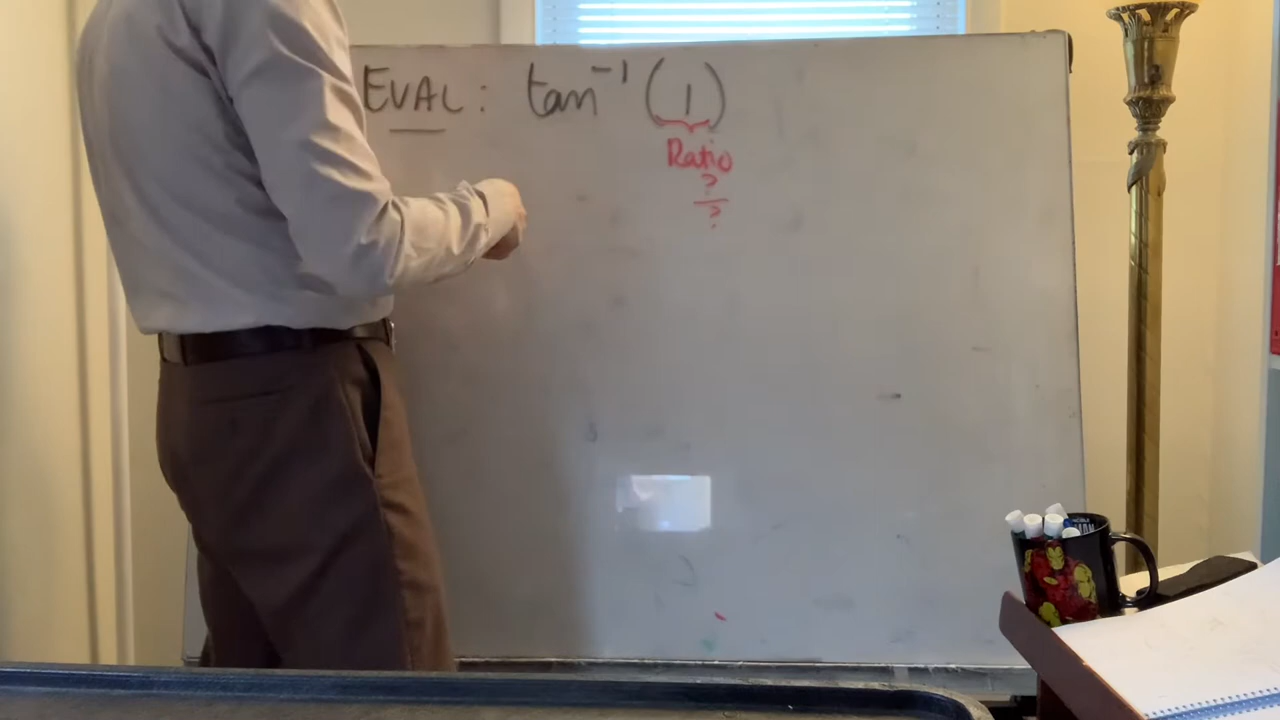 EVAL: tan⁻¹ (1)
Ratio
?
?